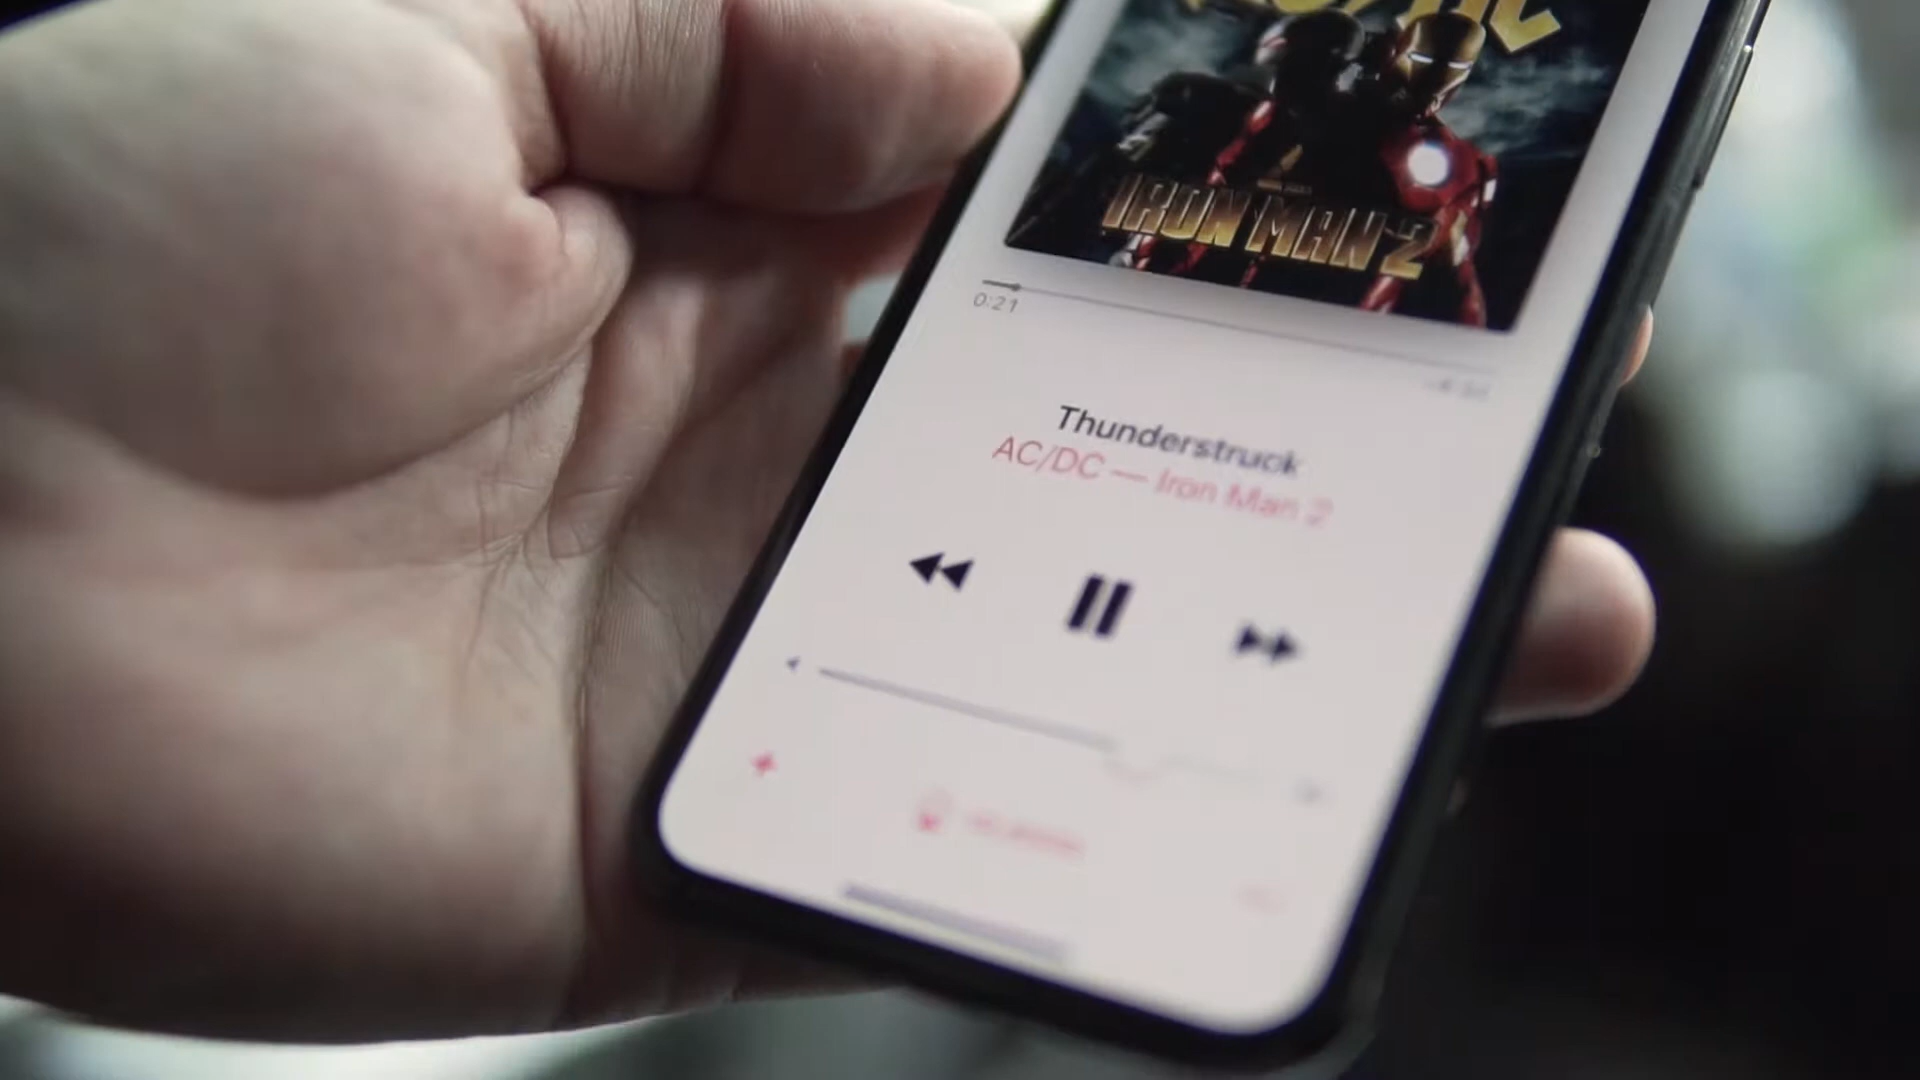 IRON MAN 2
0:21
Thunderstruck
AC/DC — Iron Man 2